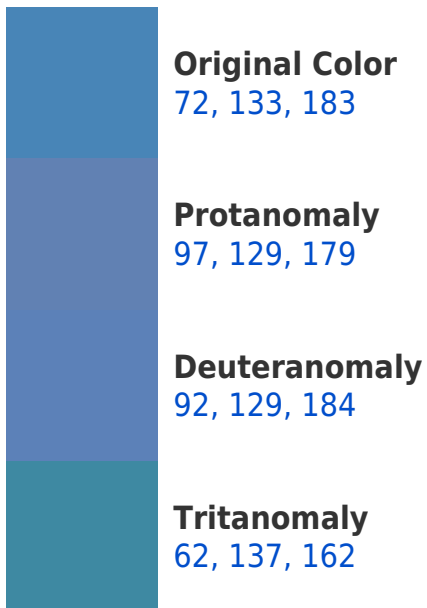 Original Color
72, 133, 183
Protanomaly
97, 129, 179
Deuteranomaly
92, 129, 184
Tritanomaly
62, 137, 162